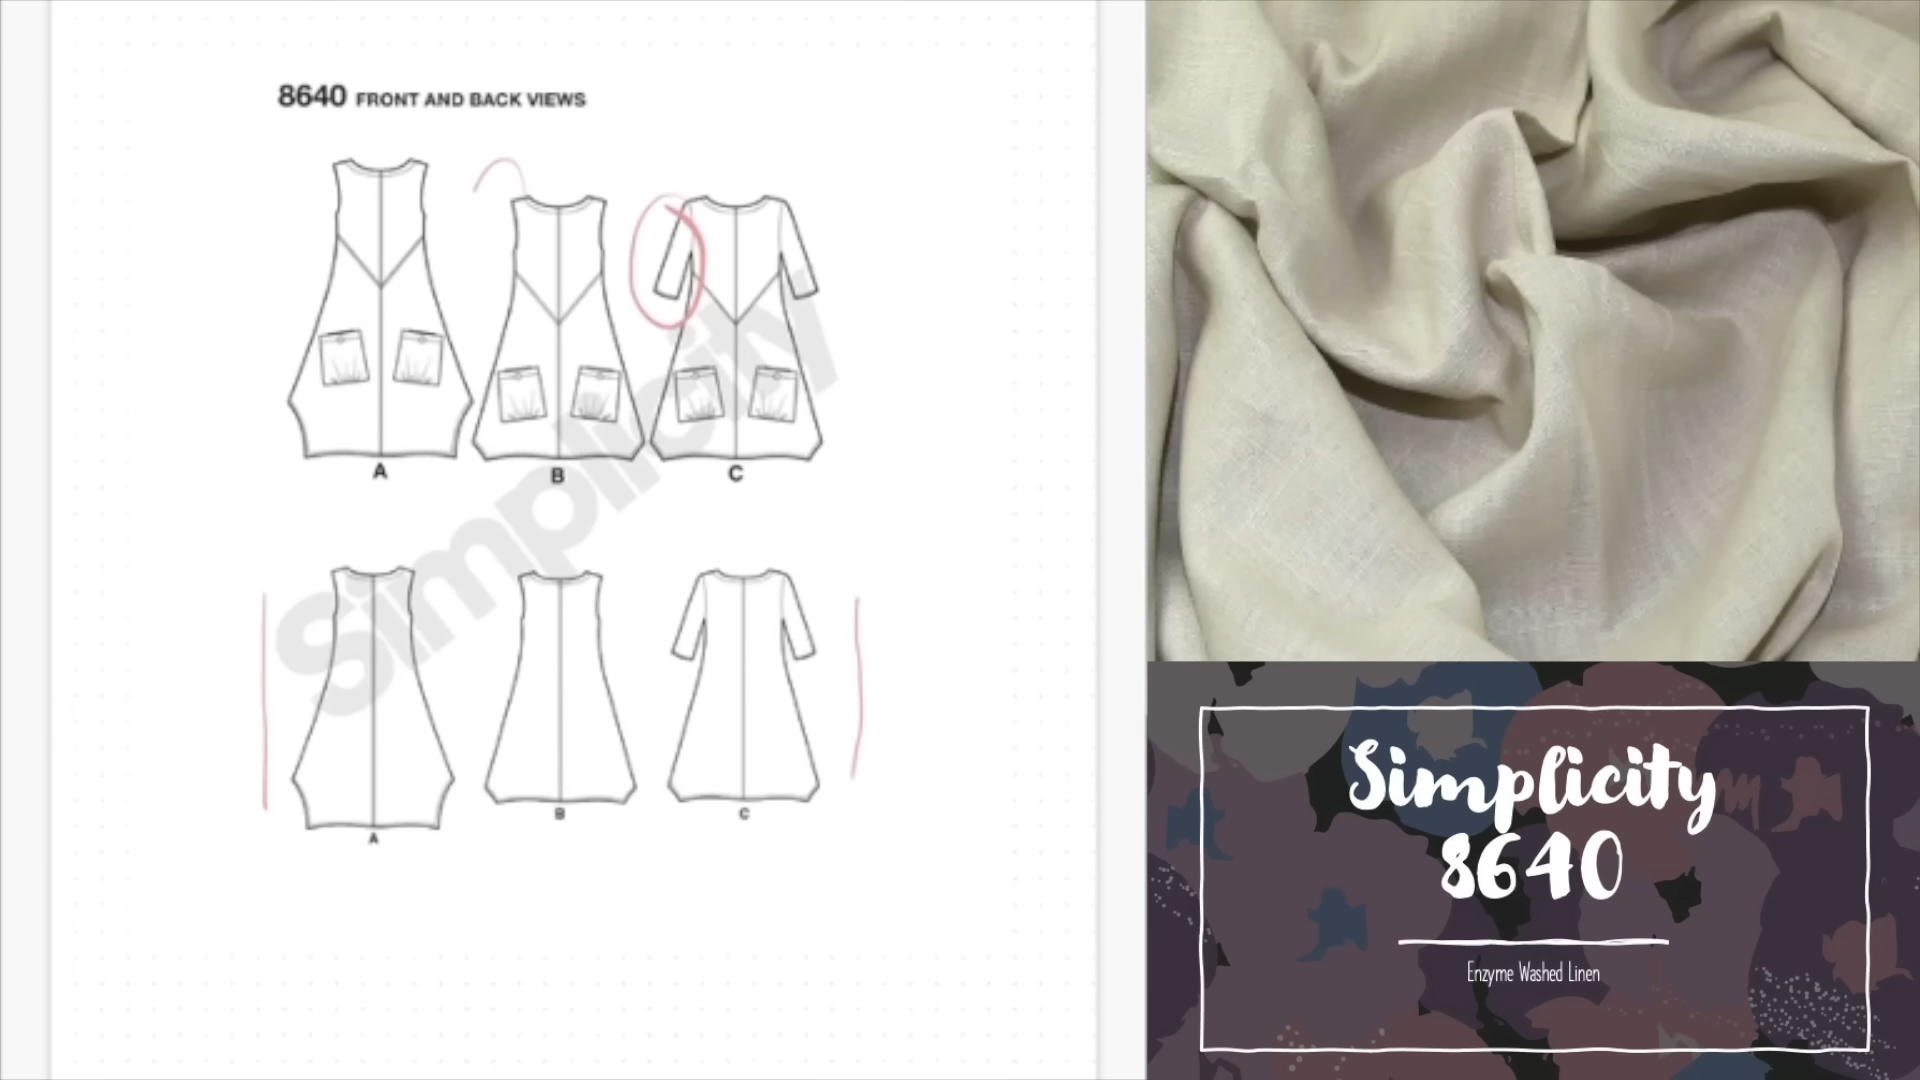 8640 FRONT AND BACK VIEWS
A
B
C
Simplicity
A
B
C
Simplicity
8640
Enzyme Washed Linen